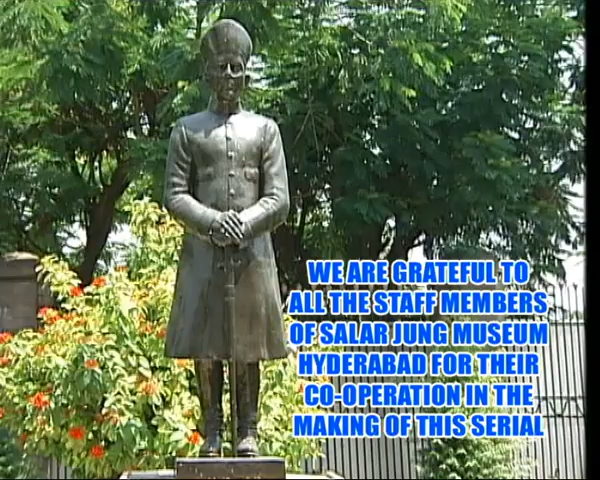 WE ARE GRATEFUL TO
ALL THE STAFF MEMBERS
OF SALAR JUNG MUSEUM
HYDERABAD FOR THEIR
CO-OPERATION IN THE
MAKING OF THIS SERIAL